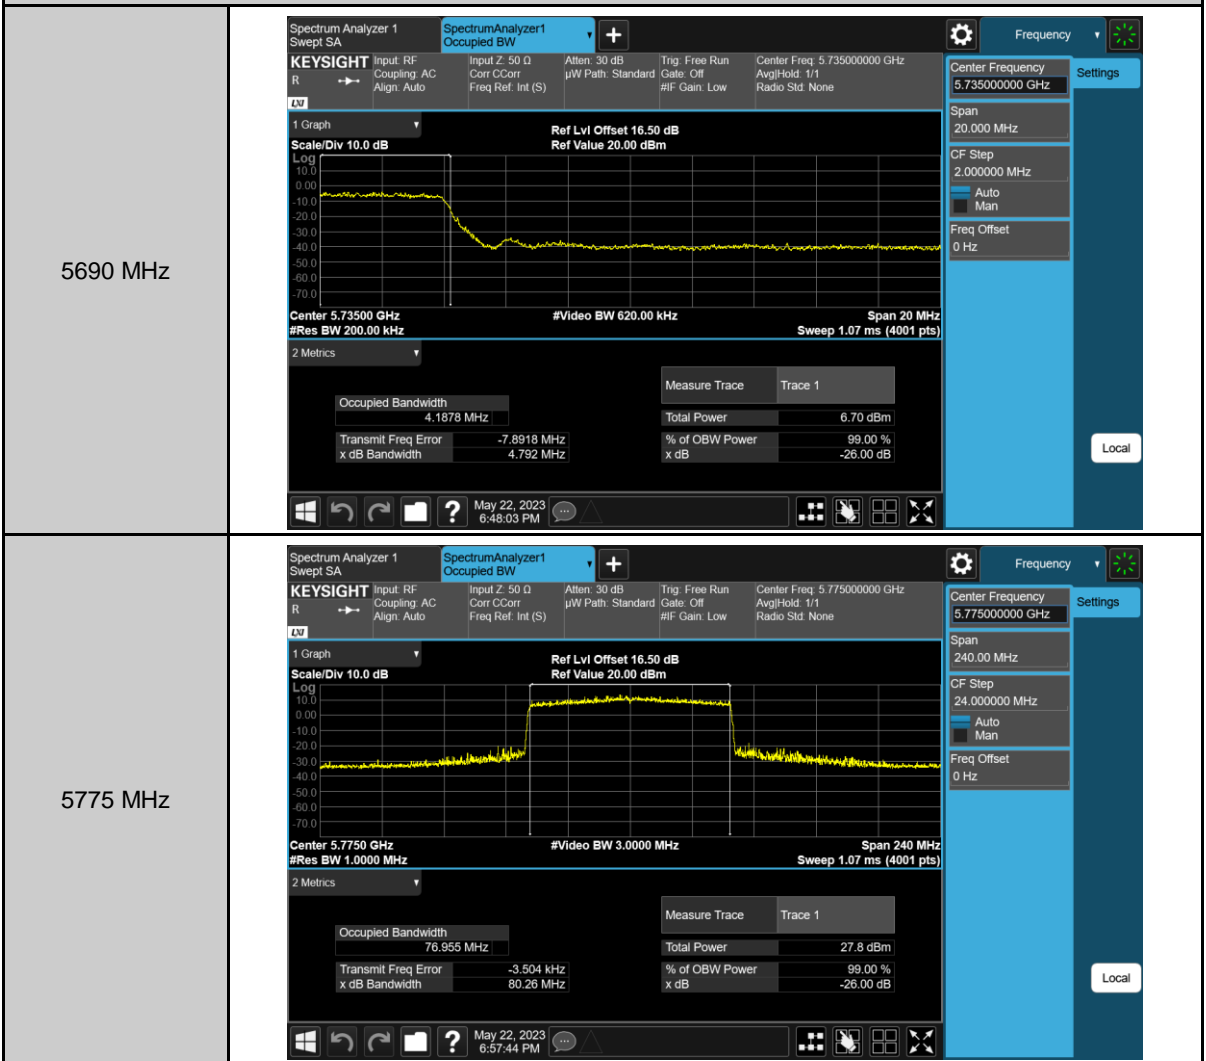 5690 MHz
Spectrum Analyzer 1
Swept SA
SpectrumAnalyzer1
Occupied BW
Frequency
KEYSIGHT
R
LXI
Input: RF
Coupling: AC
Align: Auto
Input Z: 50 Ω
Corr CCorr
Freq Ref: Int (S)
Atten: 30 dB
µW Path: Standard
Trig: Free Run
Gate: Off
#IF Gain: Low
Center Freq: 5.735000000 GHz
Avg|Hold: 1/1
Radio Std: None
Center Frequency
5.735000000 GHz
Settings
Span
20.000 MHz
CF Step
2.000000 MHz
Auto
Man
Freq Offset
0 Hz
Local
1 Graph
Scale/Div 10.0 dB
Ref Lvl Offset 16.50 dB
Ref Value 20.00 dBm
Log
10.0
0.00
-10.0
-20.0
-30.0
-40.0
-50.0
-60.0
-70.0
Center 5.73500 GHz
#Video BW 620.00 kHz
Span 20 MHz
#Res BW 200.00 kHz
Sweep 1.07 ms (4001 pts)
2 Metrics
Measure Trace Trace 1
Occupied Bandwidth
4.1878 MHz
Total Power 6.70 dBm
Transmit Freq Error -7.8918 MHz
% of OBW Power 99.00 %
x dB Bandwidth 4.792 MHz
x dB -26.00 dB
?
May 22, 2023
6:48:03 PM
5775 MHz
Spectrum Analyzer 1
Swept SA
SpectrumAnalyzer1
Occupied BW
Frequency
KEYSIGHT
R
LXI
Input: RF
Coupling: AC
Align: Auto
Input Z: 50 Ω
Corr CCorr
Freq Ref: Int (S)
Atten: 30 dB
µW Path: Standard
Trig: Free Run
Gate: Off
#IF Gain: Low
Center Freq: 5.775000000 GHz
Avg|Hold: 1/1
Radio Std: None
Center Frequency
5.775000000 GHz
Settings
Span
240.00 MHz
CF Step
24.000000 MHz
Auto
Man
Freq Offset
0 Hz
Local
1 Graph
Scale/Div 10.0 dB
Ref Lvl Offset 16.50 dB
Ref Value 20.00 dBm
Log
10.0
0.00
-10.0
-20.0
-30.0
-40.0
-50.0
-60.0
-70.0
Center 5.7750 GHz
#Video BW 3.0000 MHz
Span 240 MHz
#Res BW 1.0000 MHz
Sweep 1.07 ms (4001 pts)
2 Metrics
Measure Trace Trace 1
Occupied Bandwidth
76.955 MHz
Total Power 27.8 dBm
Transmit Freq Error -3.504 kHz
% of OBW Power 99.00 %
x dB Bandwidth 80.26 MHz
x dB -26.00 dB
?
May 22, 2023
6:57:44 PM